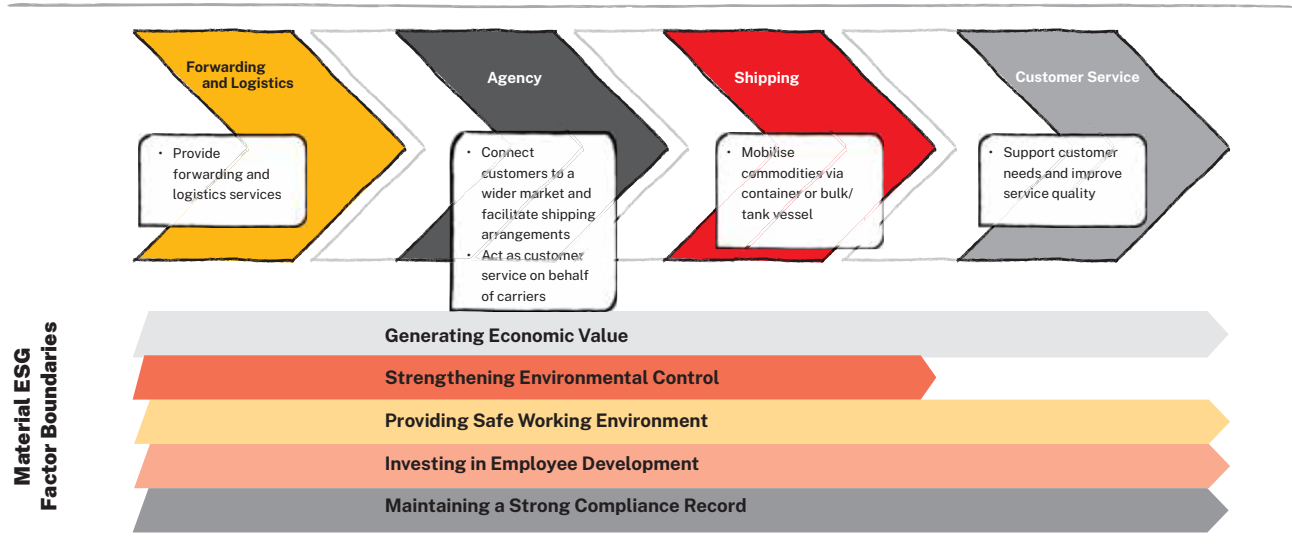 Forwarding
and Logistics
Agency
Shipping
Customer Service
• Provide
forwarding and
logistics services
• Connect
customers to a
wider market and
facilitate shipping
arrangements
• Act as customer
service on behalf
of carriers
• Mobilise
commodities via
container or bulk/
tank vessel
• Support customer
needs and improve
service quality
Material ESG
Factor Boundaries
Generating Economic Value
Strengthening Environmental Control
Providing Safe Working Environment
Investing in Employee Development
Maintaining a Strong Compliance Record